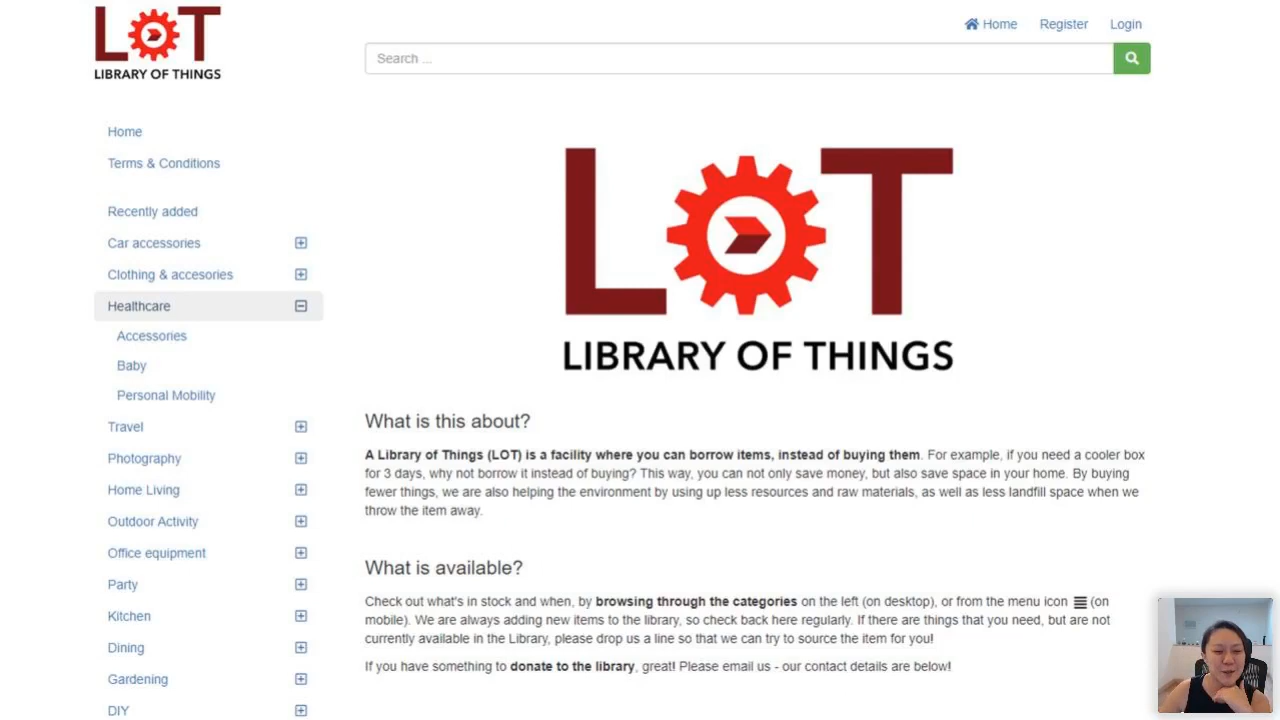 LOT
LIBRARY OF THINGS
Home
Register
Login
Search ...
Home
Terms & Conditions
Recently added
Car accessories
Clothing & accesories
Healthcare
Accessories
Baby
Personal Mobility
Travel
Photography
Home Living
Outdoor Activity
Office equipment
Party
Kitchen
Dining
Gardening
DIY
LOT
LIBRARY OF THINGS
What is this about?
A Library of Things (LOT) is a facility where you can borrow items, instead of buying them. For example, if you need a cooler box
for 3 days, why not borrow it instead of buying? This way, you can not only save money, but also save space in your home. By buying
fewer things, we are also helping the environment by using up less resources and raw materials, as well as less landfill space when we
throw the item away.
What is available?
Check out what's in stock and when, by browsing through the categories on the left (on desktop), or from the menu icon (on
mobile). We are always adding new items to the library, so check back here regularly. If there are things that you need, but are not
currently available in the Library, please drop us a line so that we can try to source the item for you!
If you have something to donate to the library, great! Please email us - our contact details are below!